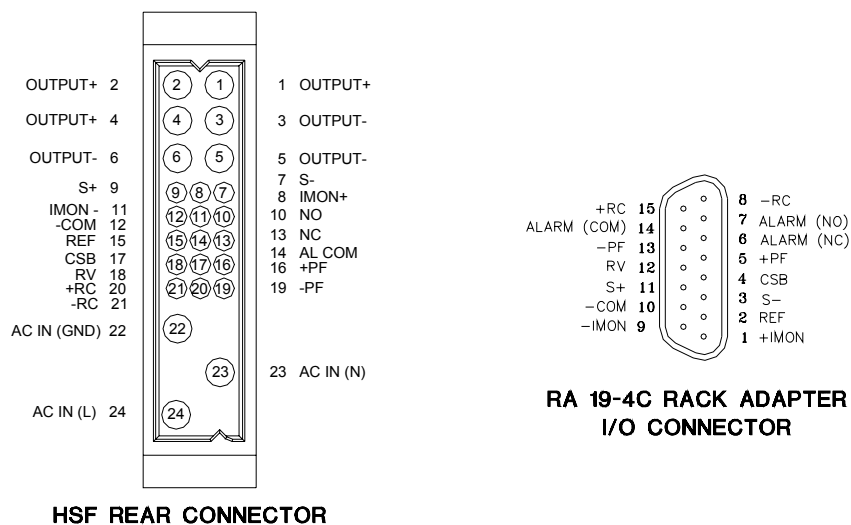 OUTPUT+ 2
OUTPUT+ 4
OUTPUT- 6
S+ 9
IMON - 11
-COM 12
REF 15
CSB 17
RV 18
+RC 20
-RC 21
AC IN (GND) 22
AC IN (L) 24
2 1
4 3
6 5
9 8 7
12 11 10
15 14 13
18 17 16
21 20 19
22
23
24
1 OUTPUT+
3 OUTPUT-
5 OUTPUT-
7 S-
8 IMON+
10 NO
13 NC
14 AL COM
16 +PF
19 -PF
23 AC IN (N)
HSF REAR CONNECTOR
+RC 15
ALARM (COM) 14
-PF 13
RV 12
S+ 11
-COM 10
-IMON 9
8 -RC
7 ALARM (NO)
6 ALARM (NC)
5 +PF
4 CSB
3 S-
2 REF
1 +IMON
RA 19-4C RACK ADAPTER
I/O CONNECTOR